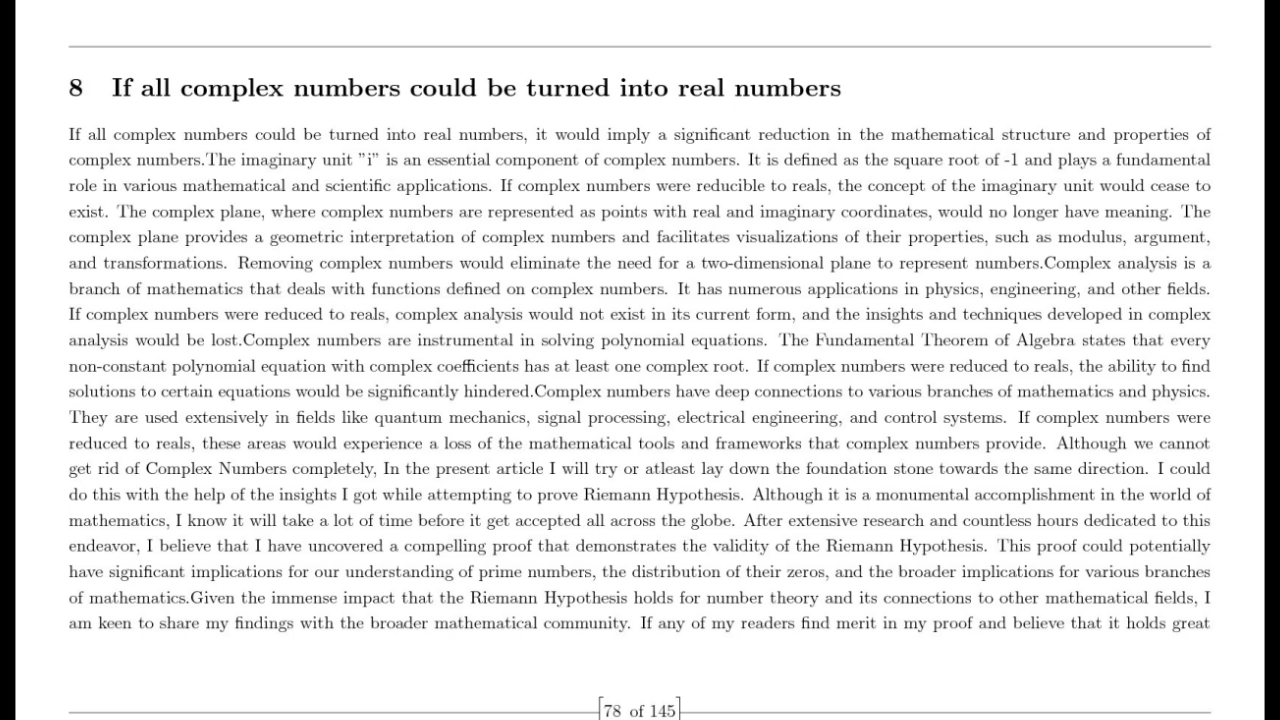 8 If all complex numbers could be turned into real numbers
If all complex numbers could be turned into real numbers, it would imply a significant reduction in the mathematical structure and properties of
complex numbers.The imaginary unit "i" is an essential component of complex numbers. It is defined as the square root of -1 and plays a fundamental
role in various mathematical and scientific applications. If complex numbers were reducible to reals, the concept of the imaginary unit would cease to
exist. The complex plane, where complex numbers are represented as points with real and imaginary coordinates, would no longer have meaning. The
complex plane provides a geometric interpretation of complex numbers and facilitates visualizations of their properties, such as modulus, argument,
and transformations. Removing complex numbers would eliminate the need for a two-dimensional plane to represent numbers.Complex analysis is a
branch of mathematics that deals with functions defined on complex numbers. It has numerous applications in physics, engineering, and other fields.
If complex numbers were reduced to reals, complex analysis would not exist in its current form, and the insights and techniques developed in complex
analysis would be lost.Complex numbers are instrumental in solving polynomial equations. The Fundamental Theorem of Algebra states that every
non-constant polynomial equation with complex coefficients has at least one complex root. If complex numbers were reduced to reals, the ability to find
solutions to certain equations would be significantly hindered.Complex numbers have deep connections to various branches of mathematics and physics.
They are used extensively in fields like quantum mechanics, signal processing, electrical engineering, and control systems. If complex numbers were
reduced to reals, these areas would experience a loss of the mathematical tools and frameworks that complex numbers provide. Although we cannot
get rid of Complex Numbers completely, In the present article I will try or atleast lay down the foundation stone towards the same direction. I could
do this with the help of the insights I got while attempting to prove Riemann Hypothesis. Although it is a monumental accomplishment in the world of
mathematics, I know it will take a lot of time before it get accepted all across the globe. After extensive research and countless hours dedicated to this
endeavor, I believe that I have uncovered a compelling proof that demonstrates the validity of the Riemann Hypothesis. This proof could potentially
have significant implications for our understanding of prime numbers, the distribution of their zeros, and the broader implications for various branches
of mathematics.Given the immense impact that the Riemann Hypothesis holds for number theory and its connections to other mathematical fields, I
am keen to share my findings with the broader mathematical community. If any of my readers find merit in my proof and believe that it holds great
[78 of 145]